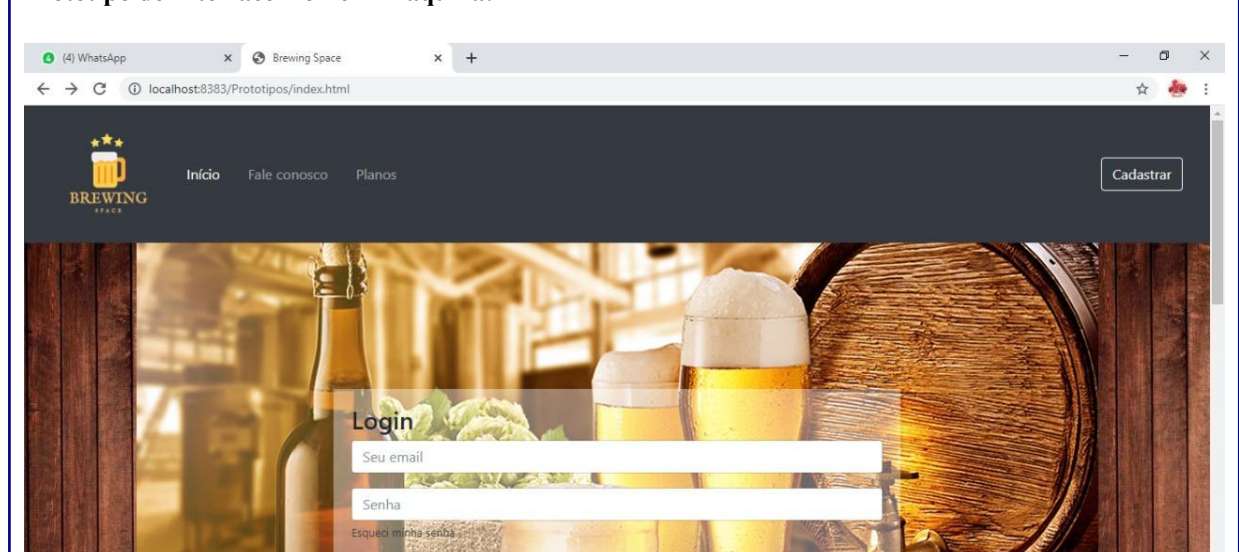 (4) WhatsApp
Brewing Space
localhost:8383/Prototipos/index.html
BREWING
SPACE
Início
Fale conosco
Planos
Cadastrar
Login
Seu email
Senha
Esqueci minha senha